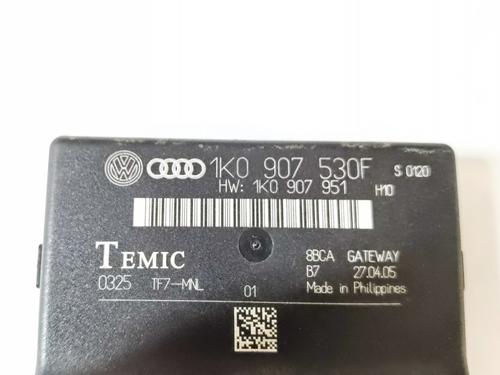 1K0 907 530F S 0120
HW: 1K0 907 951 H10
TEMIC
8BCA GATEWAY
B7 27.04.05
0325 TF7-MNL 01
Made in Philippines